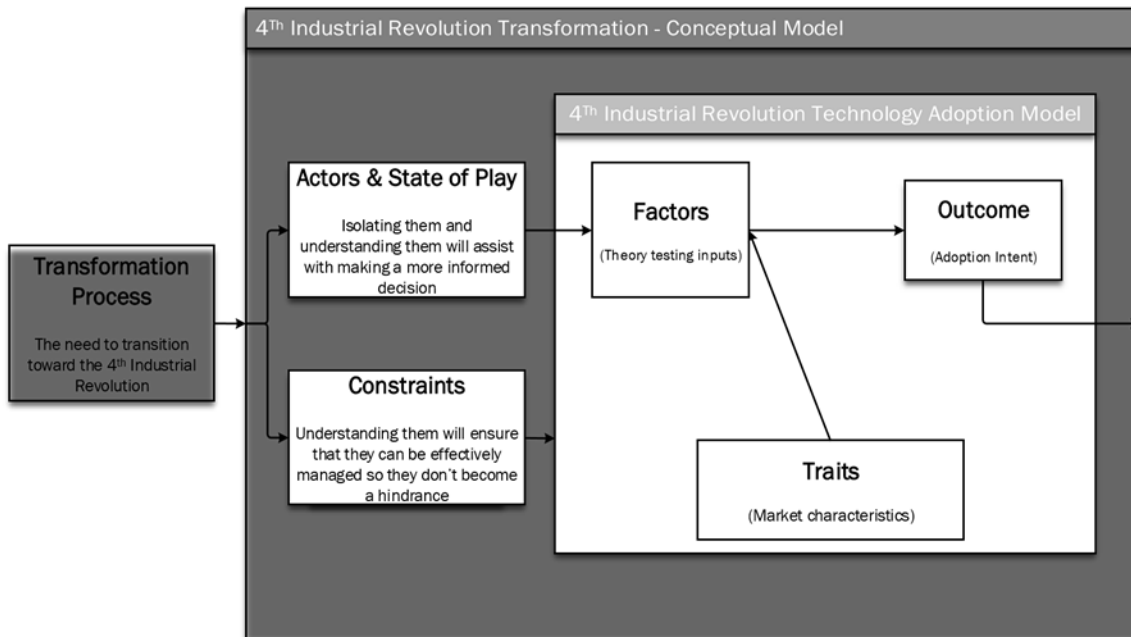 4Th Industrial Revolution Transformation - Conceptual Model
4Th Industrial Revolution Technology Adoption Model
Transformation
Process
The need to transition
toward the 4th Industrial
Revolution
Actors & State of Play
Isolating them and
understanding them will assist
with making a more informed
decision
Constraints
Understanding them will ensure
that they can be effectively
managed so they don´t become
a hindrance
Factors
(Theory testing inputs)
Outcome
(Adoption Intent)
Traits
(Market characteristics)